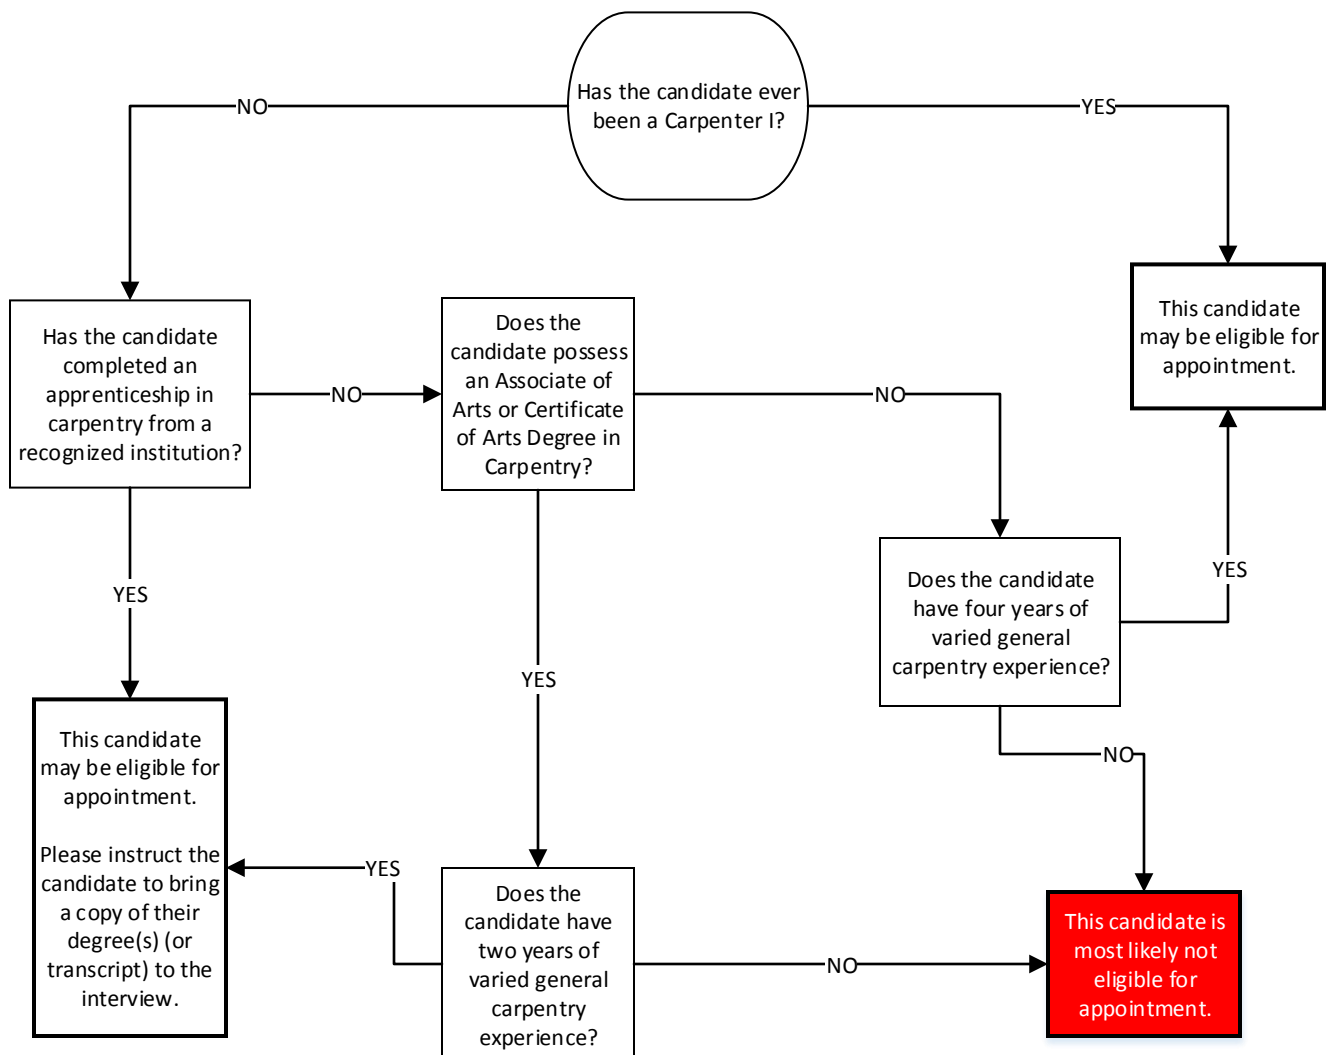 Has the candidate ever
been a Carpenter I?
NO
YES
This candidate
may be eligible for
appointment.
Has the candidate
completed an
apprenticeship in
carpentry from a
recognized institution?
NO
Does the
candidate possess
an Associate of
Arts or Certificate
of Arts Degree in
Carpentry?
NO
YES
YES
Does the candidate
have four years of
varied general
carpentry experience?
YES
NO
This candidate
may be eligible for
appointment.
Please instruct the
candidate to bring
a copy of their
degree(s) (or
transcript) to the
interview.
YES
Does the
candidate have
two years of
varied general
carpentry
experience?
NO
This candidate is
most likely not
eligible for
appointment.